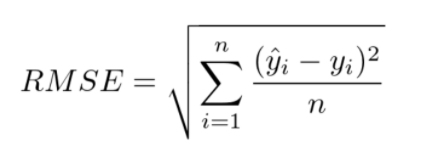 RMSE = \sqrt{\sum_{i=1}^{n} \frac{(\hat{y}_i - y_i)^2}{n}}